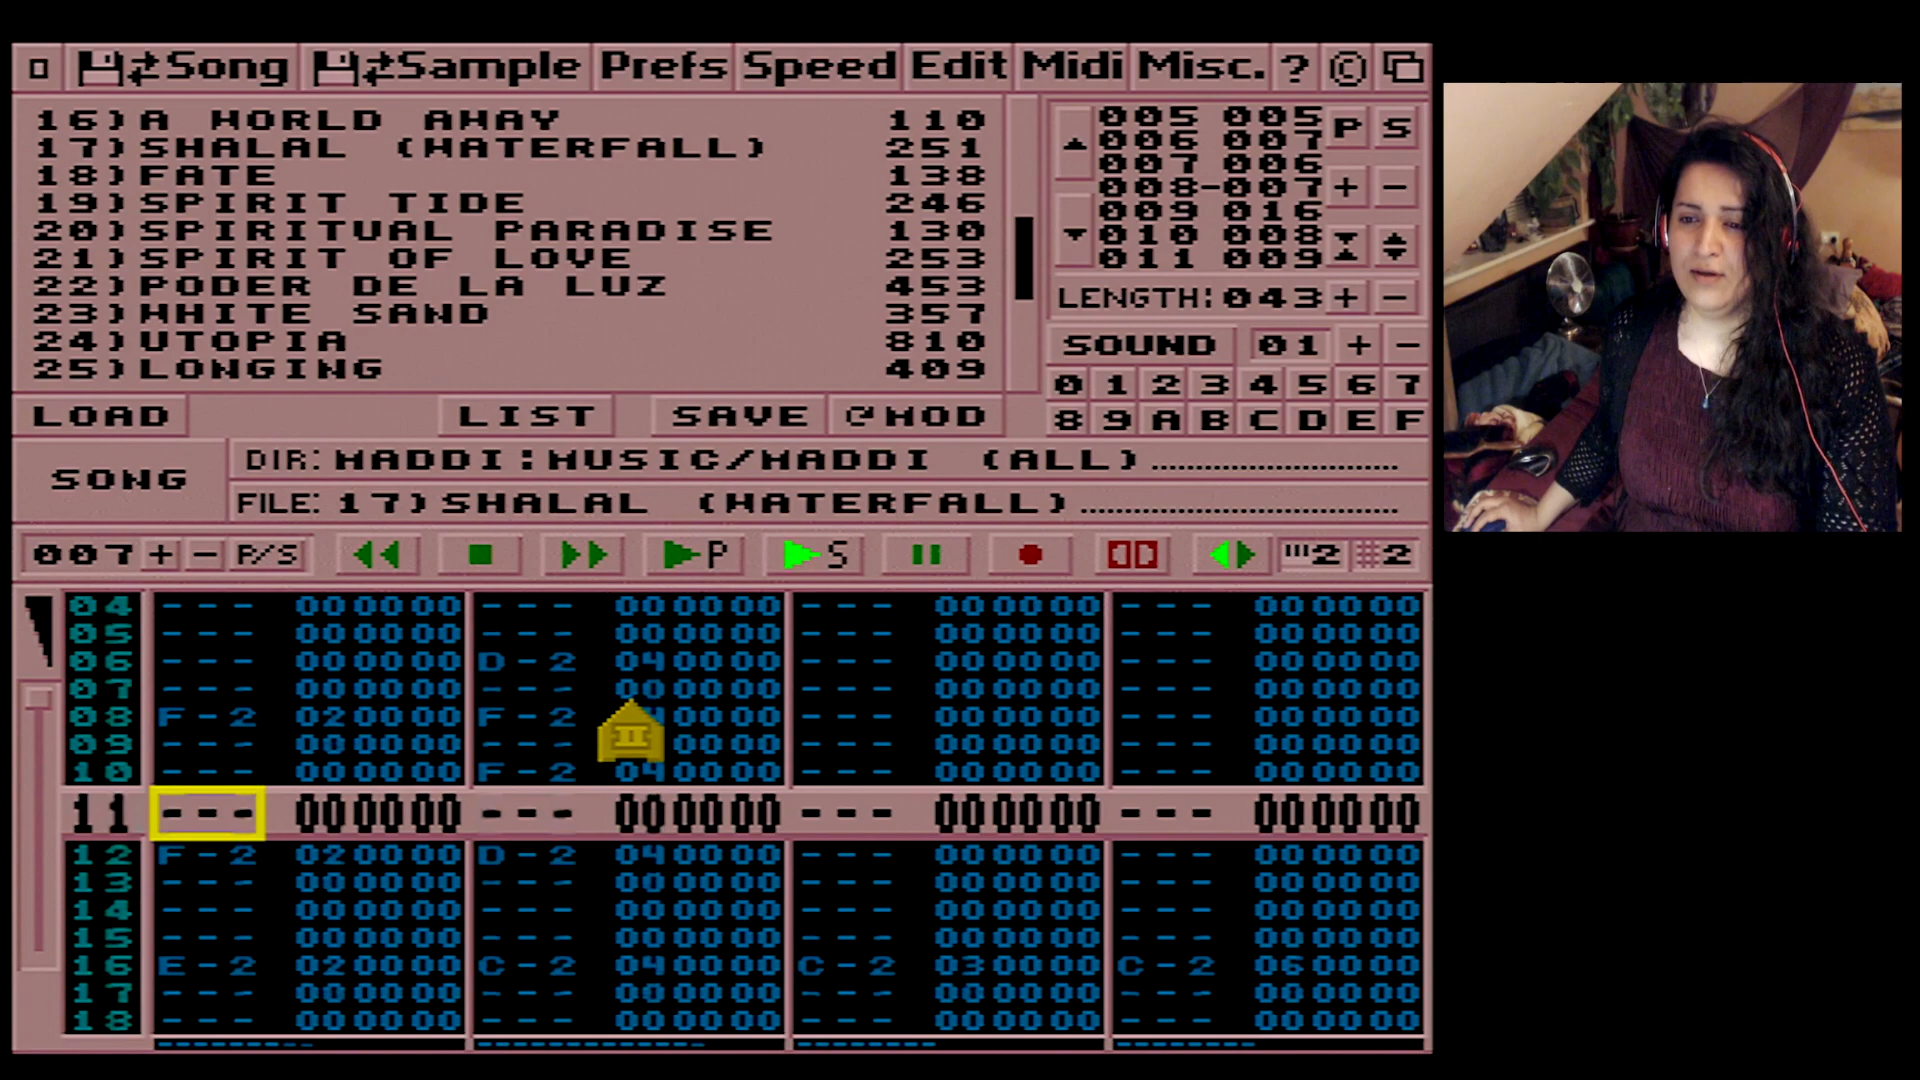 Song Sample Prefs Speed Edit Midi Misc. ? ©
16) A WORLD AWAY 110
17) SHALAL (WATERFALL) 251
18) FATE 138
19) SPIRIT TIDE 246
20) SPIRITUAL PARADISE 130
21) SPIRIT OF LOVE 253
22) PODER DE LA LUZ 453
23) WHITE SAND 357
24) UTOPIA 810
25) LONGING 409
005 005
006 007
007 006
008-007
009 016
010 008
011 009
P S
+ -
LENGTH:043 + -
SOUND 01 + -
0 1 2 3 4 5 6 7
8 9 A B C D E F
LOAD LIST SAVE MOD
SONG
DIR: MADDI:MUSIC/MADDI (ALL)
FILE: 17) SHALAL (WATERFALL)
007 + - P/S P S 2 2
04 --- 000000 --- 000000 --- 000000 --- 000000
05 --- 000000 --- 000000 --- 000000 --- 000000
06 --- 000000 D-2 040000 --- 000000 --- 000000
07 --- 000000 --- 000000 --- 000000 --- 000000
08 F-2 020000 F-2 0000 --- 000000 --- 000000
09 --- 000000 --- 0000 --- 000000 --- 000000
10 --- 000000 F-2 040000 --- 000000 --- 000000
11 --- 000000 --- 000000 --- 000000 --- 000000
12 F-2 020000 D-2 040000 --- 000000 --- 000000
13 --- 000000 --- 000000 --- 000000 --- 000000
14 --- 000000 --- 000000 --- 000000 --- 000000
15 --- 000000 --- 000000 --- 000000 --- 000000
16 E-2 020000 C-2 040000 C-2 030000 C-2 060000
17 --- 000000 --- 000000 --- 000000 --- 000000
18 --- 000000 --- 000000 --- 000000 --- 000000